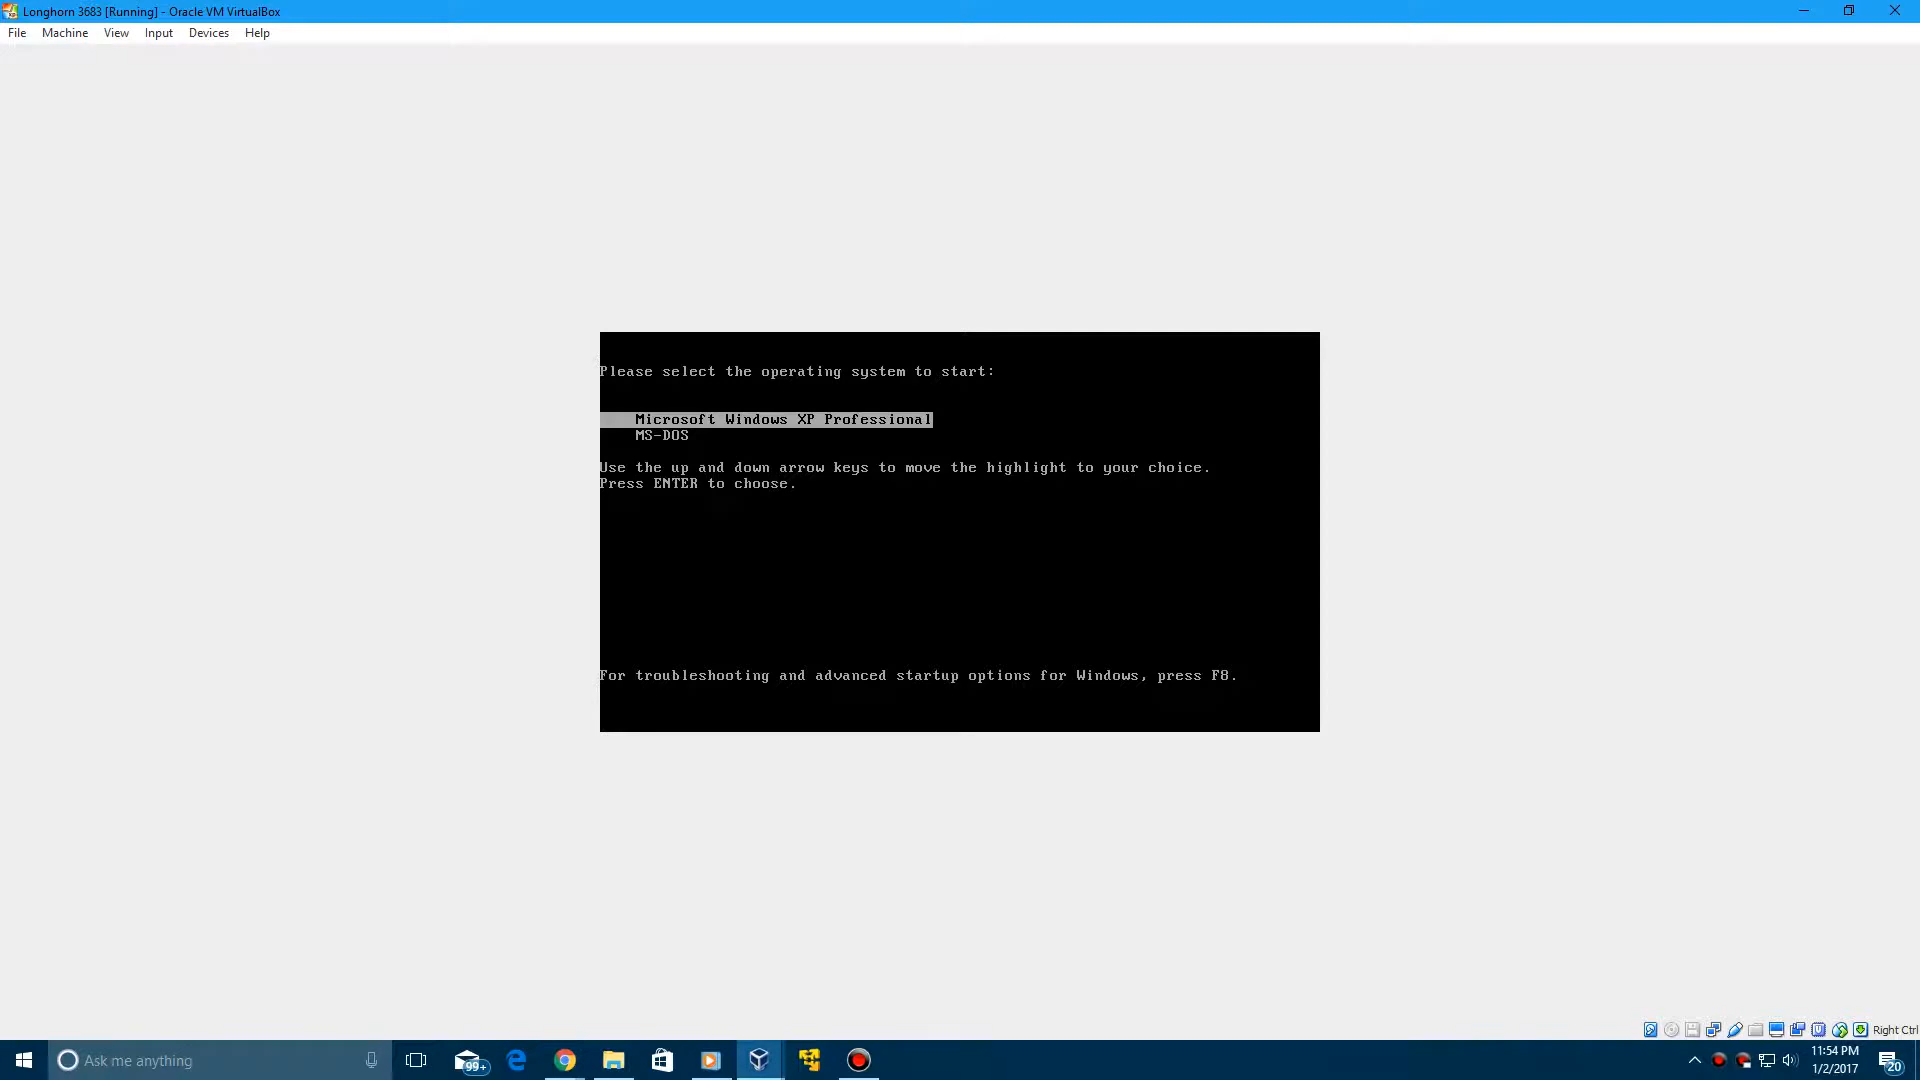 Longhorn 3683 [Running] - Oracle VM VirtualBox
File Machine View Input Devices Help
Please select the operating system to start:
Microsoft Windows XP Professional
MS-DOS
Use the up and down arrow keys to move the highlight to your choice.
Press ENTER to choose.
For troubleshooting and advanced startup options for Windows, press F8.
Right Ctrl
Ask me anything
99+
11:54 PM
1/2/2017
20